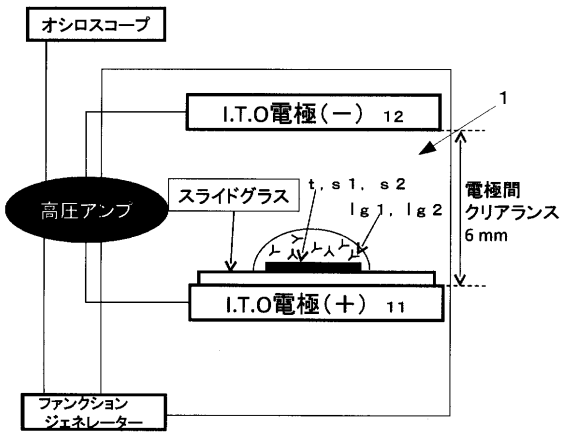 オシロスコープ
I.T.O電極(－) 12
1
高圧アンプ
スライドグラス
t,s1, s2
Ig1, Ig2
電極間
クリアランス
6 mm
I.T.O電極(＋) 11
ファンクション
ジェネレーター